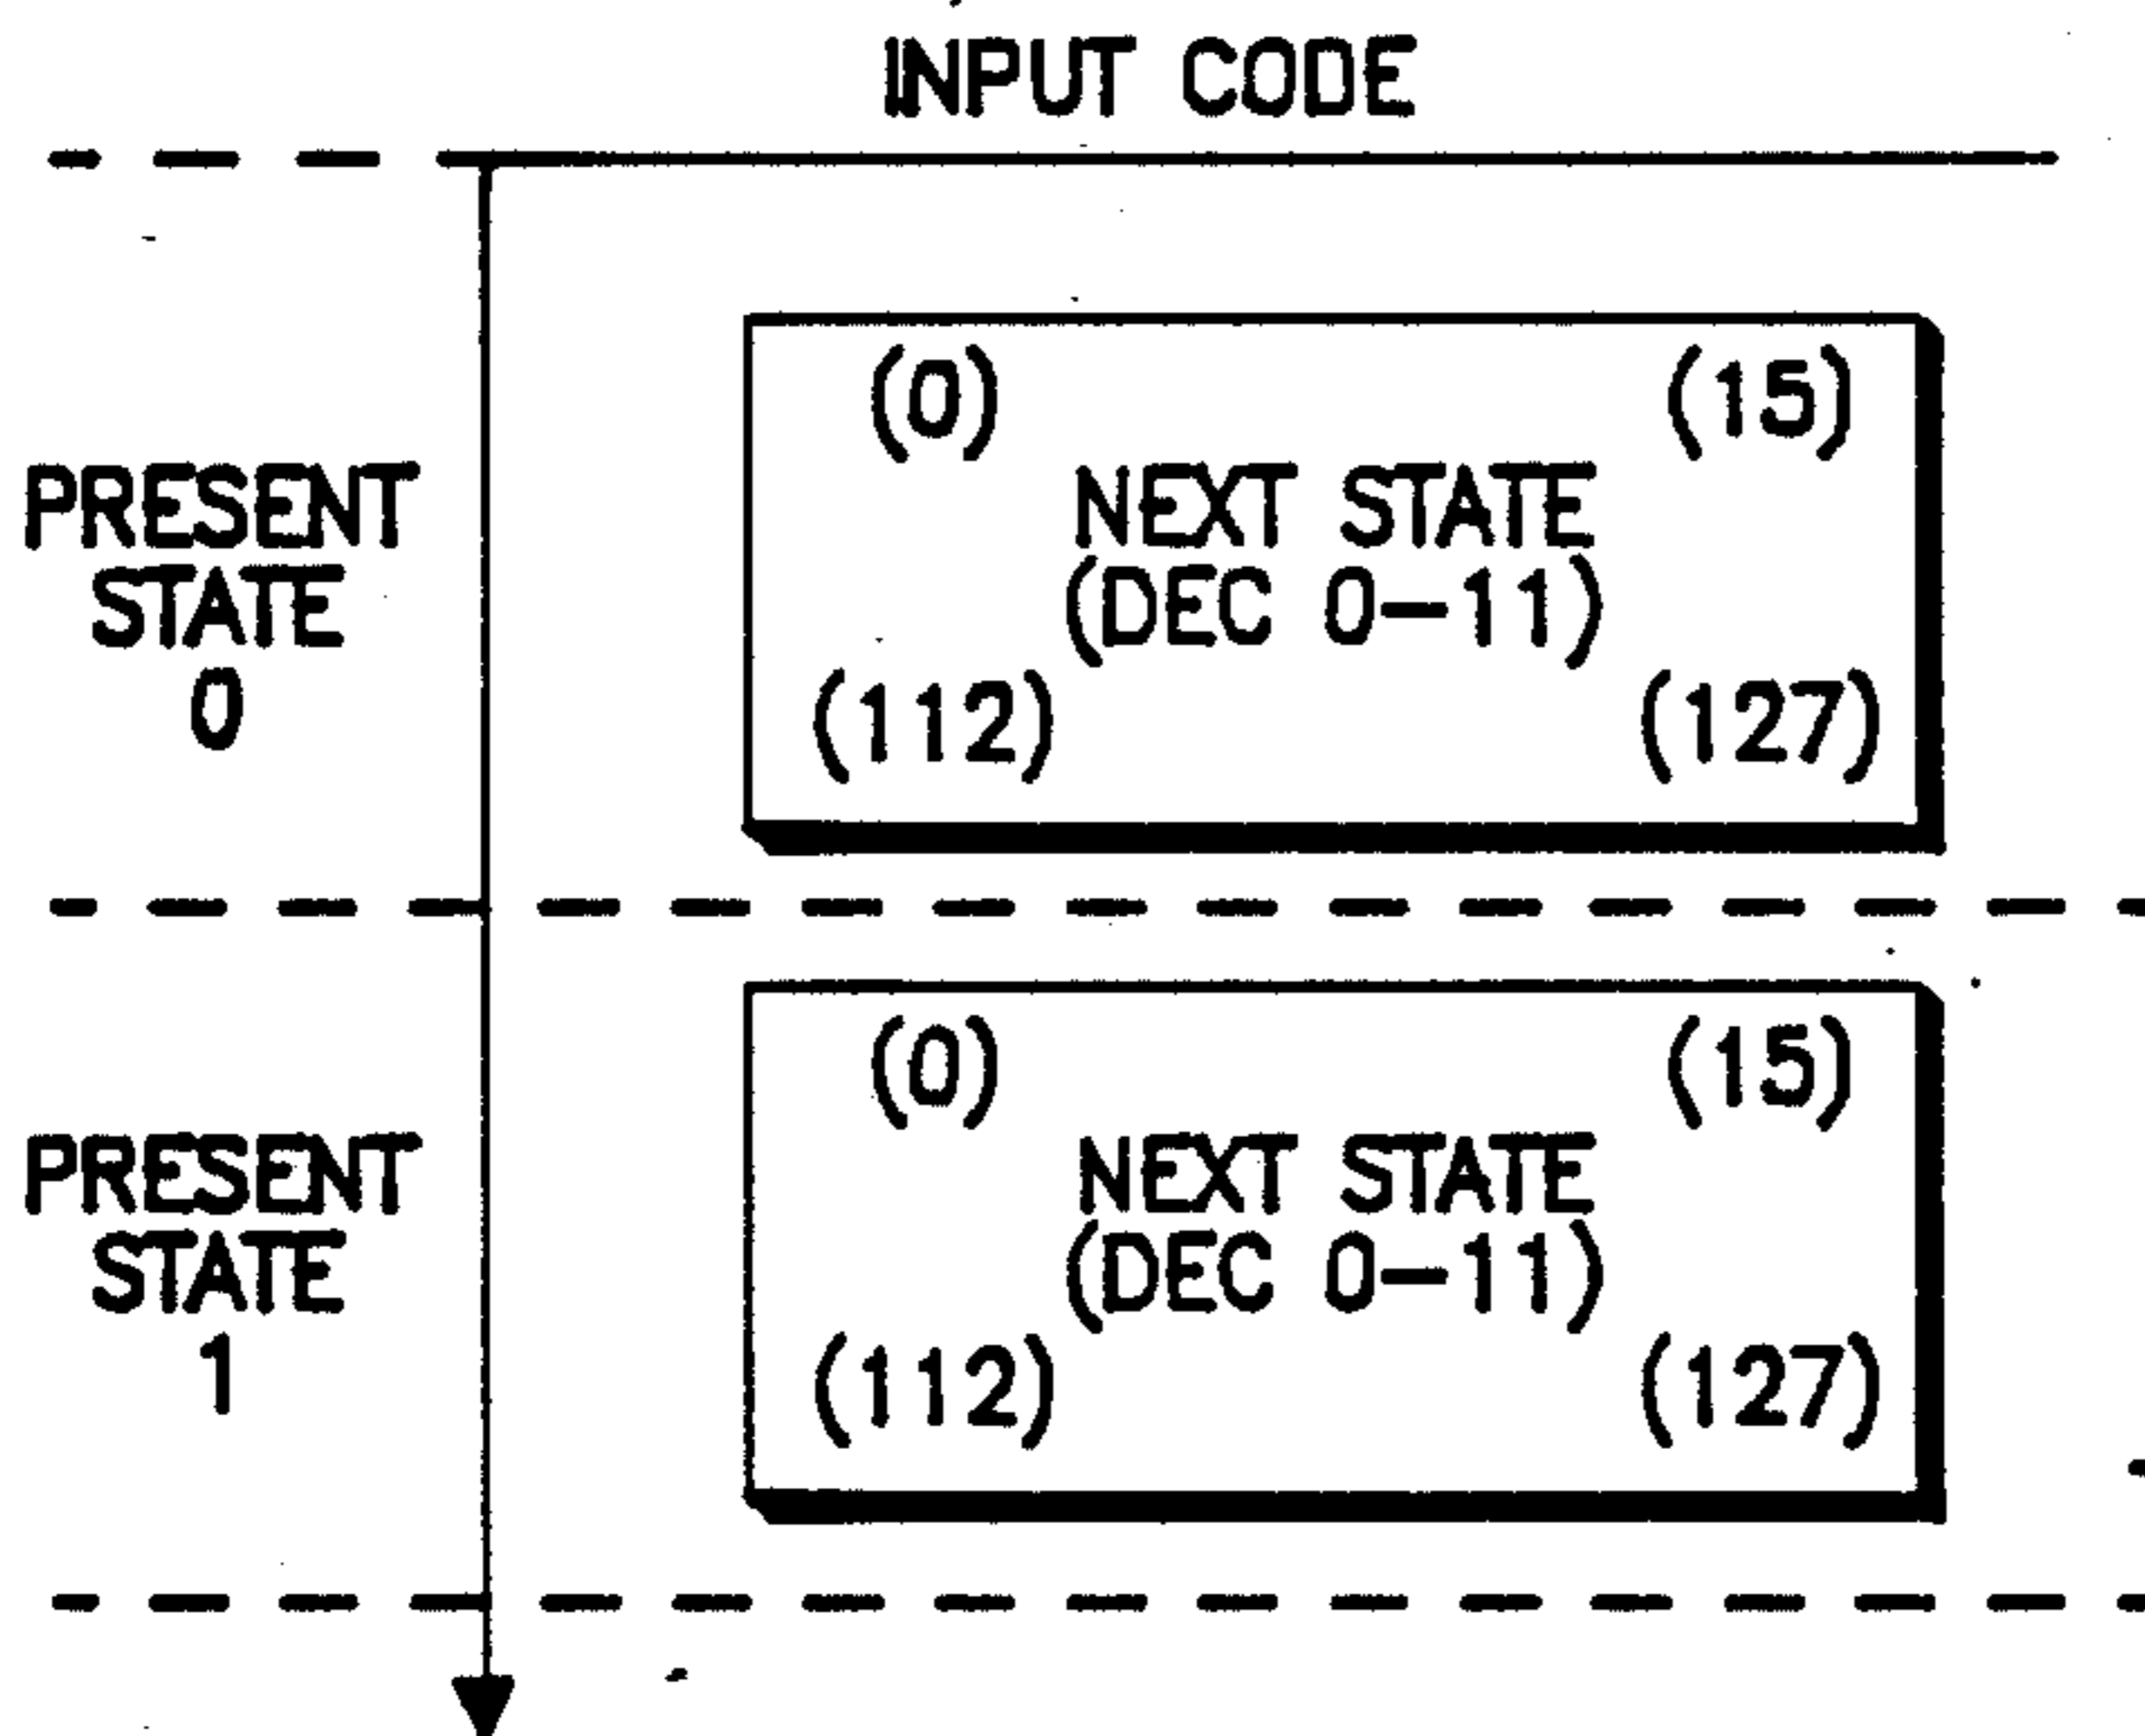 INPUT CODE
(0) (15)
PRESENT NEXT STATE
STATE (DEC 0—11)
0 (112) (127)
(0) (15)
PRESENT NEXT STATE
STATE (DEC 0—11)
1 (112) (127)